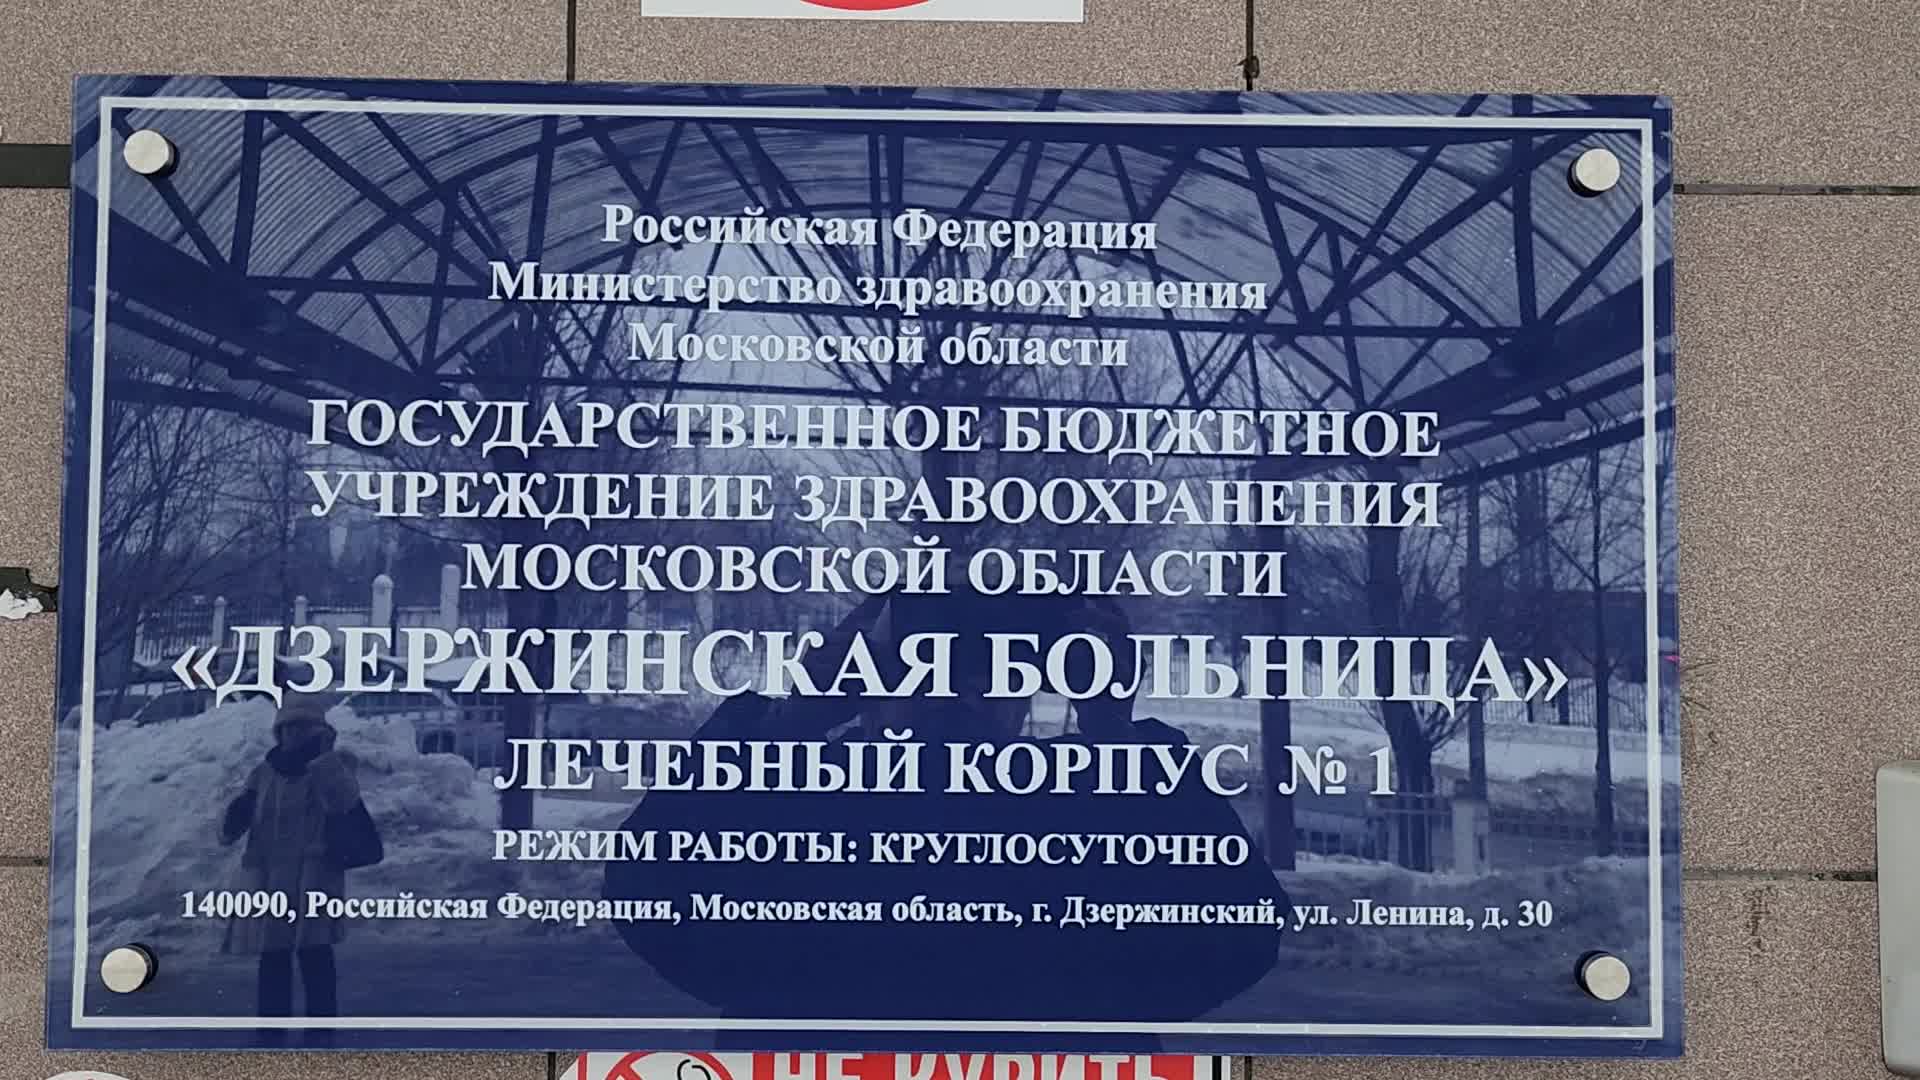 Российская Федерация
Министерство здравоохранения
Московской области
ГОСУДАРСТВЕННОЕ БЮДЖЕТНОЕ
УЧРЕЖДЕНИЕ ЗДРАВООХРАНЕНИЯ
МОСКОВСКОЙ ОБЛАСТИ
«ДЗЕРЖИНСКАЯ БОЛЬНИЦА»
ЛЕЧЕБНЫЙ КОРПУС № 1
РЕЖИМ РАБОТЫ: КРУГЛОСУТОЧНО
140090, Российская Федерация, Московская область, г. Дзержинский, ул. Ленина, д. 30
НЕ КУРИТЬ